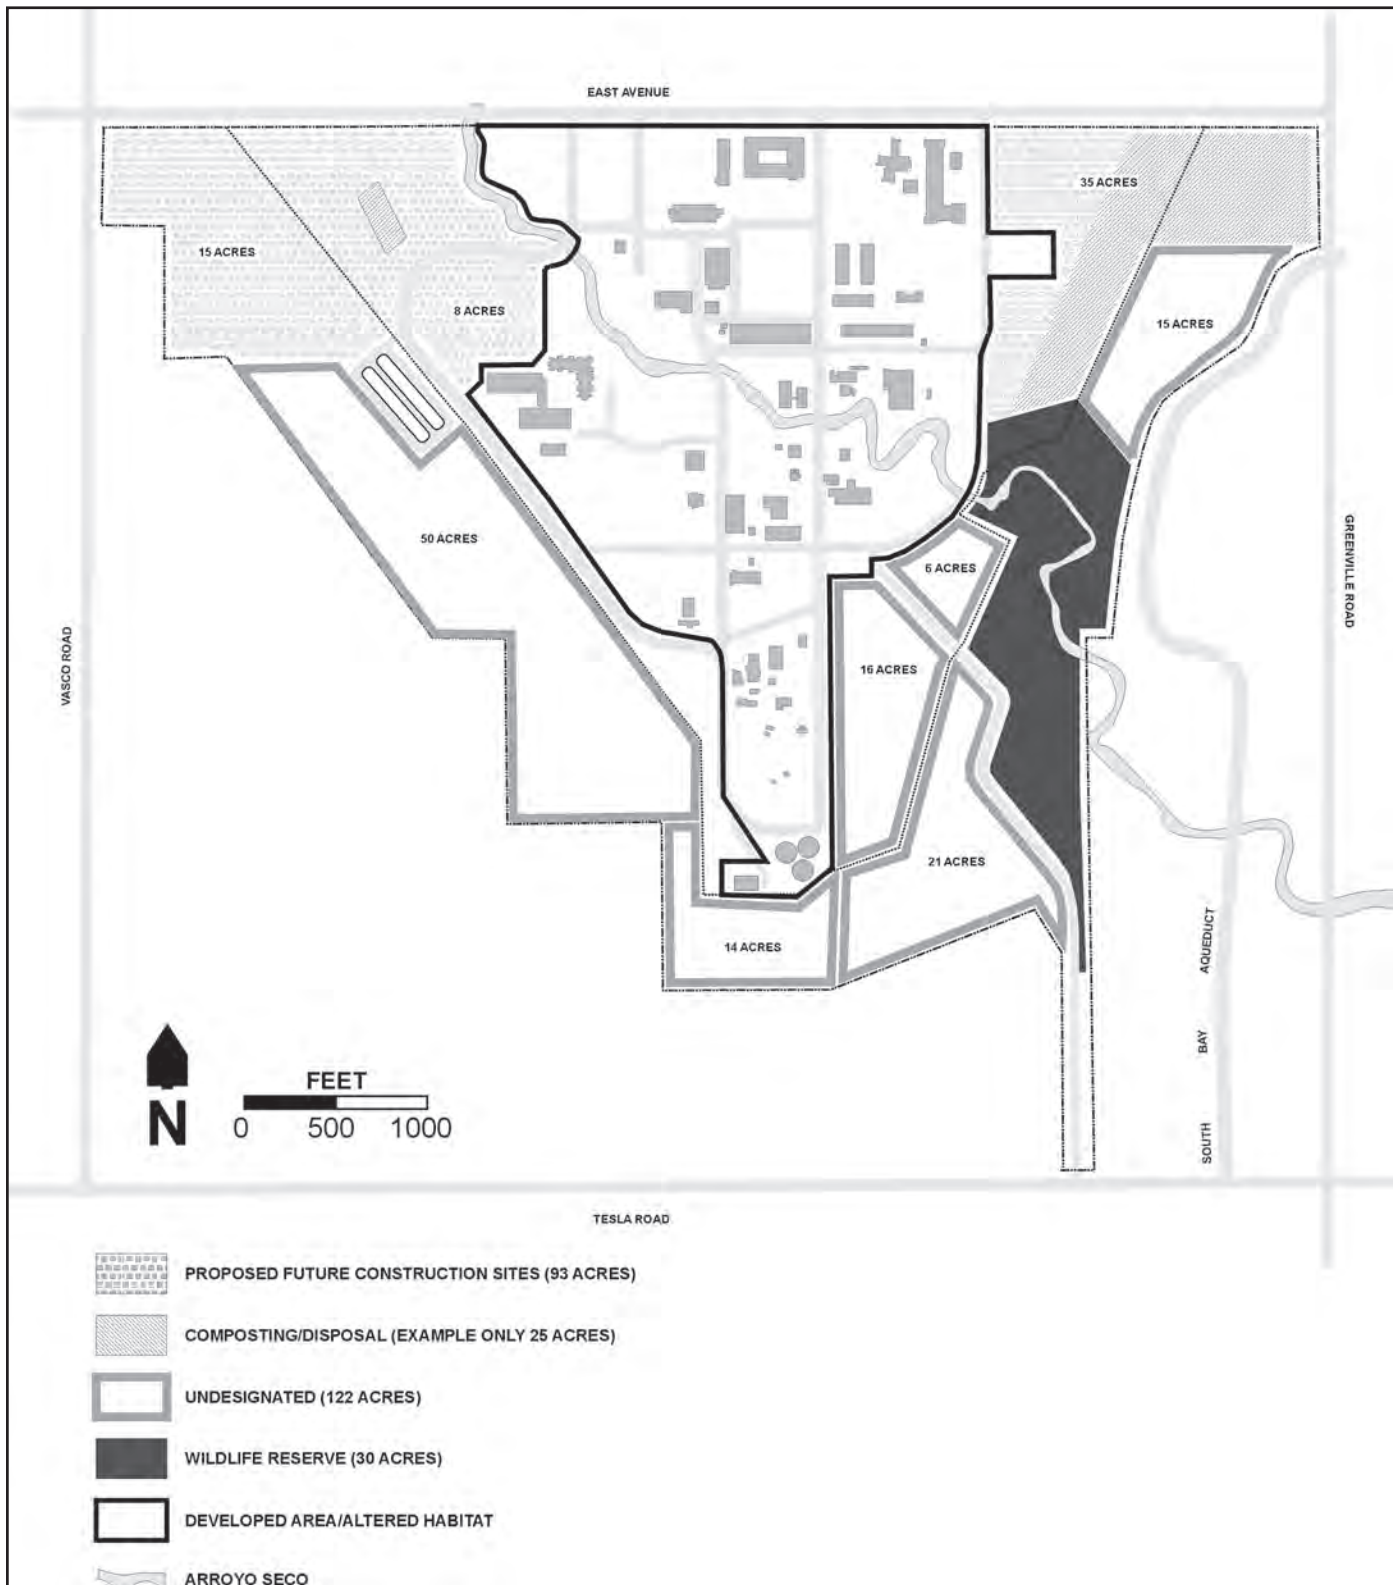 EAST AVENUE
35 ACRES
15 ACRES
8 ACRES
15 ACRES
50 ACRES
6 ACRES
GREENVILLE ROAD
VASCO ROAD
16 ACRES
21 ACRES
14 ACRES
SOUTH BAY AQUEDUCT
FEET
N
0 500 1000
TESLA ROAD
PROPOSED FUTURE CONSTRUCTION SITES (93 ACRES)
COMPOSTING/DISPOSAL (EXAMPLE ONLY 25 ACRES)
UNDESIGNATED (122 ACRES)
WILDLIFE RESERVE (30 ACRES)
DEVELOPED AREA/ALTERED HABITAT
ARROYO SECO